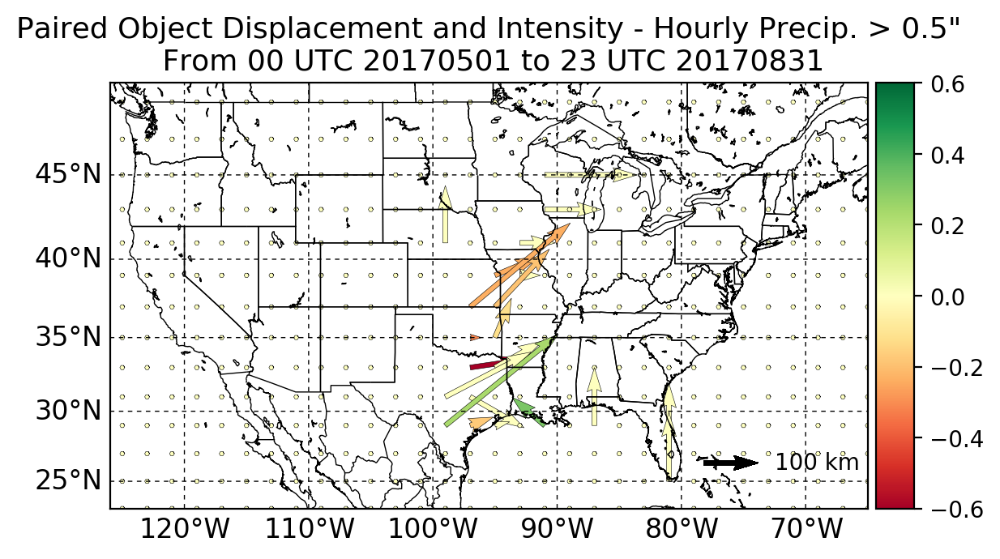 Paired Object Displacement and Intensity - Hourly Precip. > 0.5"
From 00 UTC 20170501 to 23 UTC 20170831
0.6
0.4
45°N
0.2
40°N
0.0
35°N
−0.2
30°N
−0.4
100 km
25°N
−0.6
120°W 110°W 100°W 90°W 80°W 70°W